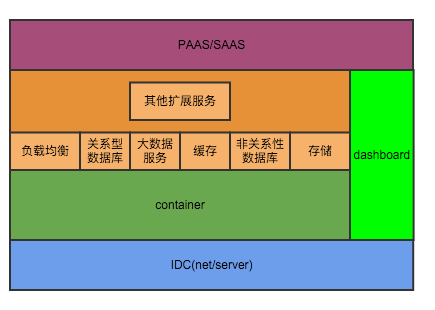 PAAS/SAAS
其他扩展服务
负载均衡
关系型
数据库
大数据
服务
缓存
非关系性
数据库
存储
dashboard
container
IDC(net/server)